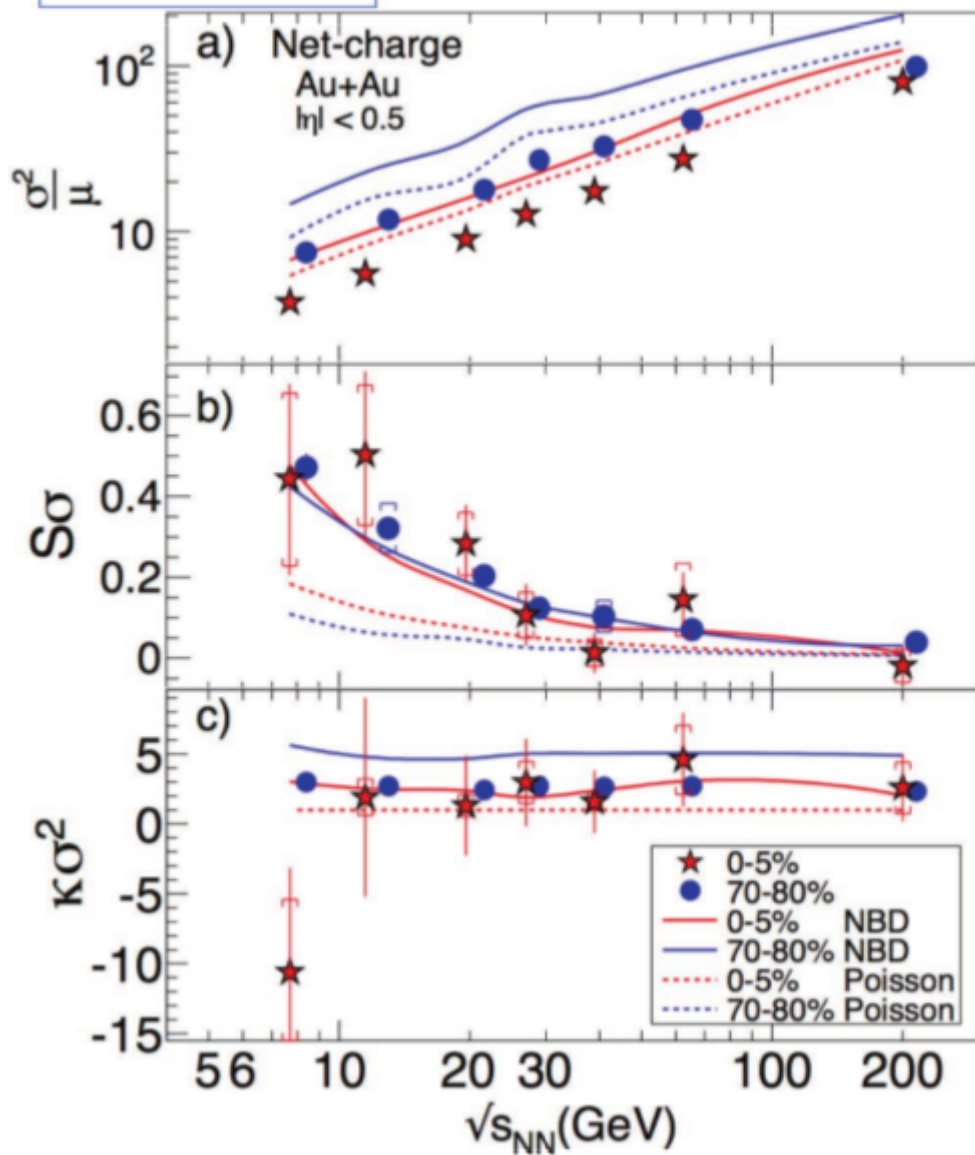 a) Net-charge
Au+Au
|η| < 0.5
10²
10
σ²/μ
b)
0.6
0.4
0.2
0
Sσ
c)
5
0
-5
-10
-15
κσ²
0-5%
70-80%
0-5% NBD
70-80% NBD
0-5% Poisson
70-80% Poisson
5 6 10 20 30 100 200
√sNN(GeV)